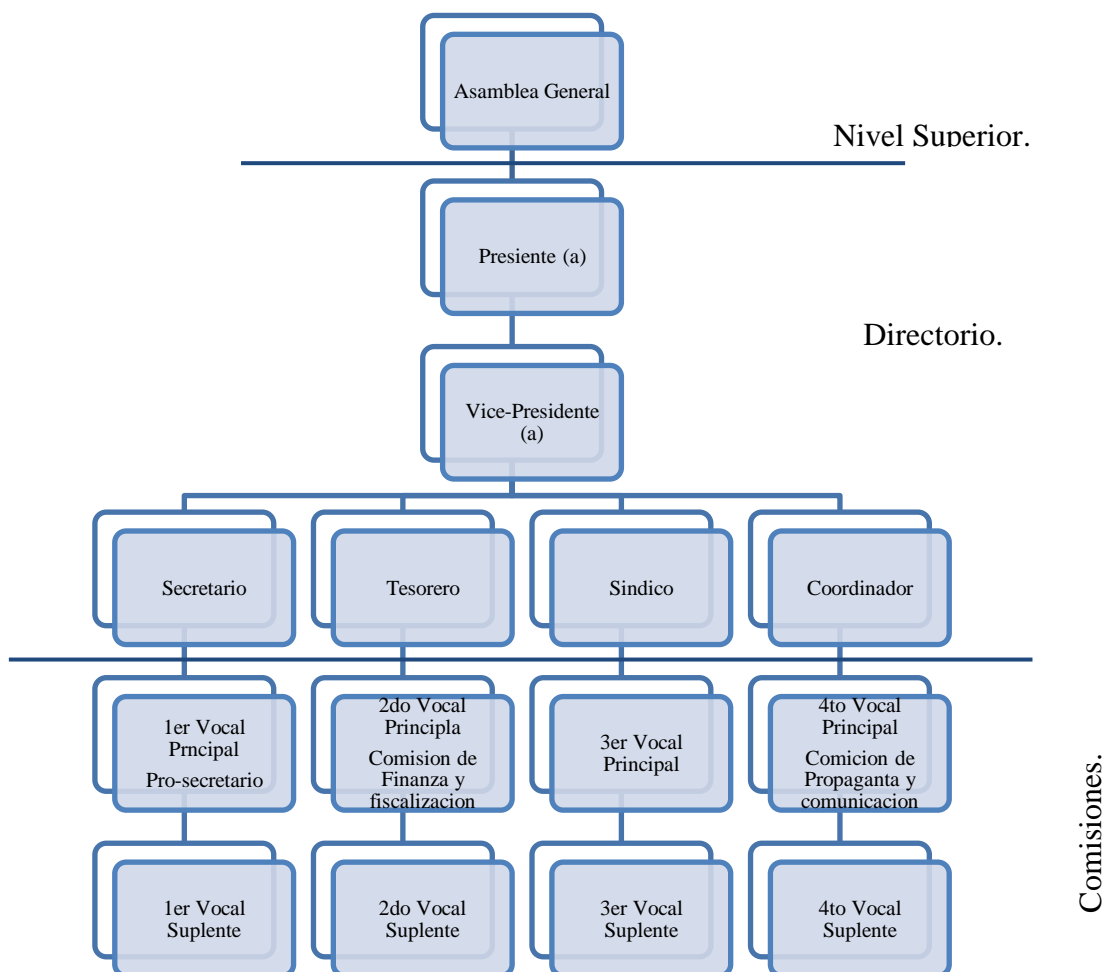 Asamblea General
Nivel Superior.
Presiente (a)
Directorio.
Vice-Presidente
(a)
Secretario
Tesorero
Sindico
Coordinador
1er Vocal
Prncipal
Pro-secretario
2do Vocal
Principla
Comision de
Finanza y
fiscalizacion
3er Vocal
Principal
4to Vocal
Principal
Comicion de
Propaganta y
comunicacion
Comisiones.
1er Vocal
Suplente
2do Vocal
Suplente
3er Vocal
Suplente
4to Vocal
Suplente